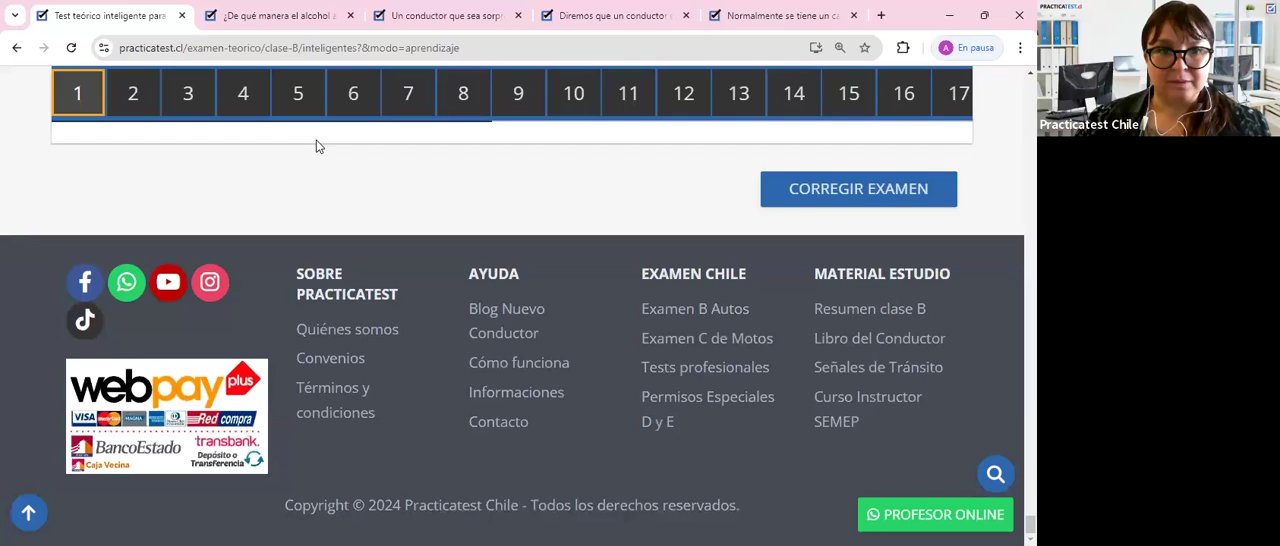 Test teórico inteligente para
¿De qué manera el alcohol a
Un conductor que sea sorpr
Diremos que un conductor e
Normalmente se tiene un ca
practicatest.cl/examen-teorico/clase-B/inteligentes?&modo=aprendizaje
A
En pausa
1 2 3 4 5 6 7 8 9 10 11 12 13 14 15 16 17
CORREGIR EXAMEN
SOBRE
PRACTICATEST
Quiénes somos
Convenios
Términos y
condiciones
AYUDA
Blog Nuevo
Conductor
Cómo funciona
Informaciones
Contacto
EXAMEN CHILE
Examen B Autos
Examen C de Motos
Tests profesionales
Permisos Especiales
D y E
MATERIAL ESTUDIO
Resumen clase B
Libro del Conductor
Señales de Tránsito
Curso Instructor
SEMEP
webpay plus
VISA MAGNA Red compra
BancoEstado transbank.
Caja Vecina Depósito o
Transferencia
Copyright © 2024 Practicatest Chile - Todos los derechos reservados.
PROFESOR ONLINE
PRACTICATEST.cl
Practicatest Chile